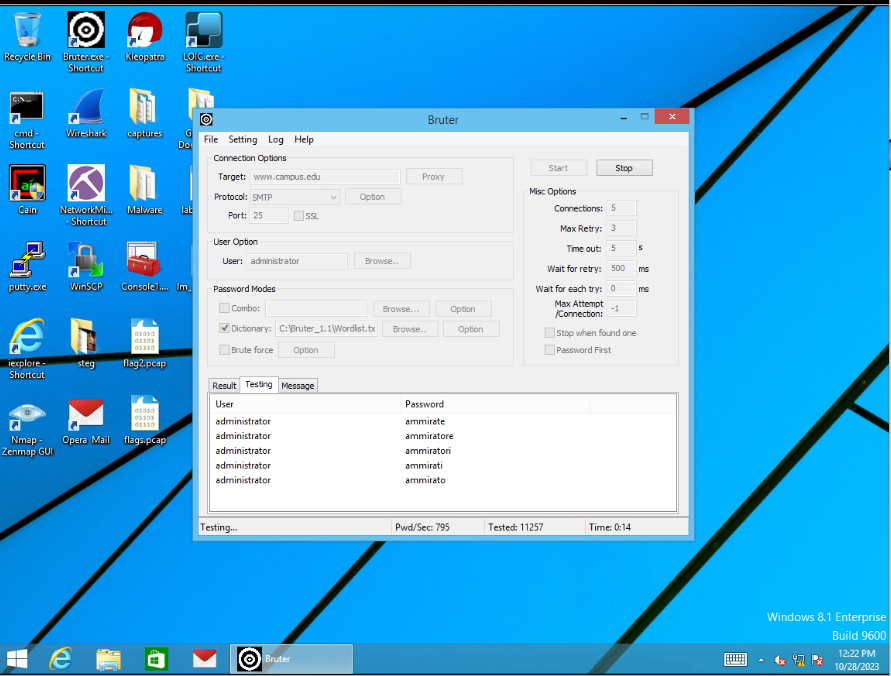 Recycle Bin
Bruter.exe - Shortcut
Kleopatra
LOIC.exe - Shortcut
cmd - Shortcut
Wireshark
captures
G
Doc
Cain
NetworkMi... - Shortcut
Malware
lab
putty.exe
WinSCP
Console1....
Im_
iexplore - Shortcut
steg
flag2.pcap
Nmap - Zenmap GUI
Opera Mail
flags.pcap
Bruter
File Setting Log Help
Connection Options
Target: www.campus.edu Proxy
Protocol: SMTP Option
Port: 25 SSL
User Option
User: administrator Browse..
Password Modes
Combo: Browse... Option
Dictionary: C:\Bruter_1.1\Wordlist.tx Browse.. Option
Brute force Option
Start Stop
Misc Options
Connections: 5
Max Retry: 3
Time out: 5 s
Wait for retry: 500 ms
Wait for each try: 0 ms
Max Attempt
/Connection: -1
Stop when found one
Password First
Result Testing Message
User Password
administrator ammirate
administrator ammiratore
administrator ammiratori
administrator ammirati
administrator ammirato
Testing... Pwd/Sec: 795 Tested: 11257 Time: 0:14
Windows 8.1 Enterprise
Build 9600
Bruter
12:22 PM
10/28/2023